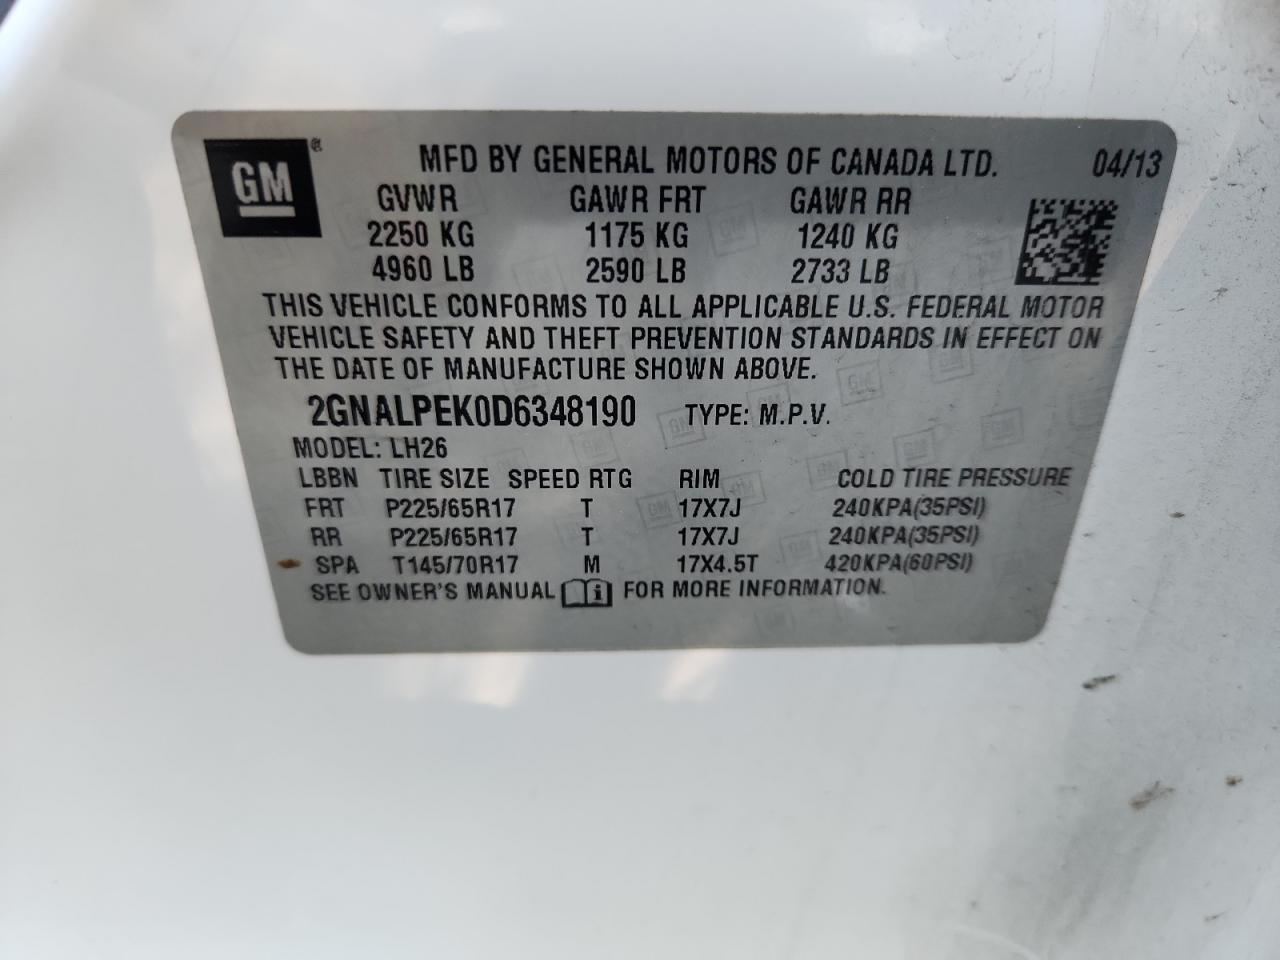 GM
MFD BY GENERAL MOTORS OF CANADA LTD. 04/13
GVWR GAWR FRT GAWR RR
2250 KG 1175 KG 1240 KG
4960 LB 2590 LB 2733 LB
THIS VEHICLE CONFORMS TO ALL APPLICABLE U.S. FEDERAL MOTOR
VEHICLE SAFETY AND THEFT PREVENTION STANDARDS IN EFFECT ON
THE DATE OF MANUFACTURE SHOWN ABOVE.
2GNALPEK0D6348190 TYPE: M.P.V.
MODEL: LH26
LBBN TIRE SIZE SPEED RTG RIM COLD TIRE PRESSURE
FRT P225/65R17 T 17X7J 240KPA(35PSI)
RR P225/65R17 T 17X7J 240KPA(35PSI)
SPA T145/70R17 M 17X4.5T 420KPA(60PSI)
SEE OWNER'S MANUAL i FOR MORE INFORMATION.